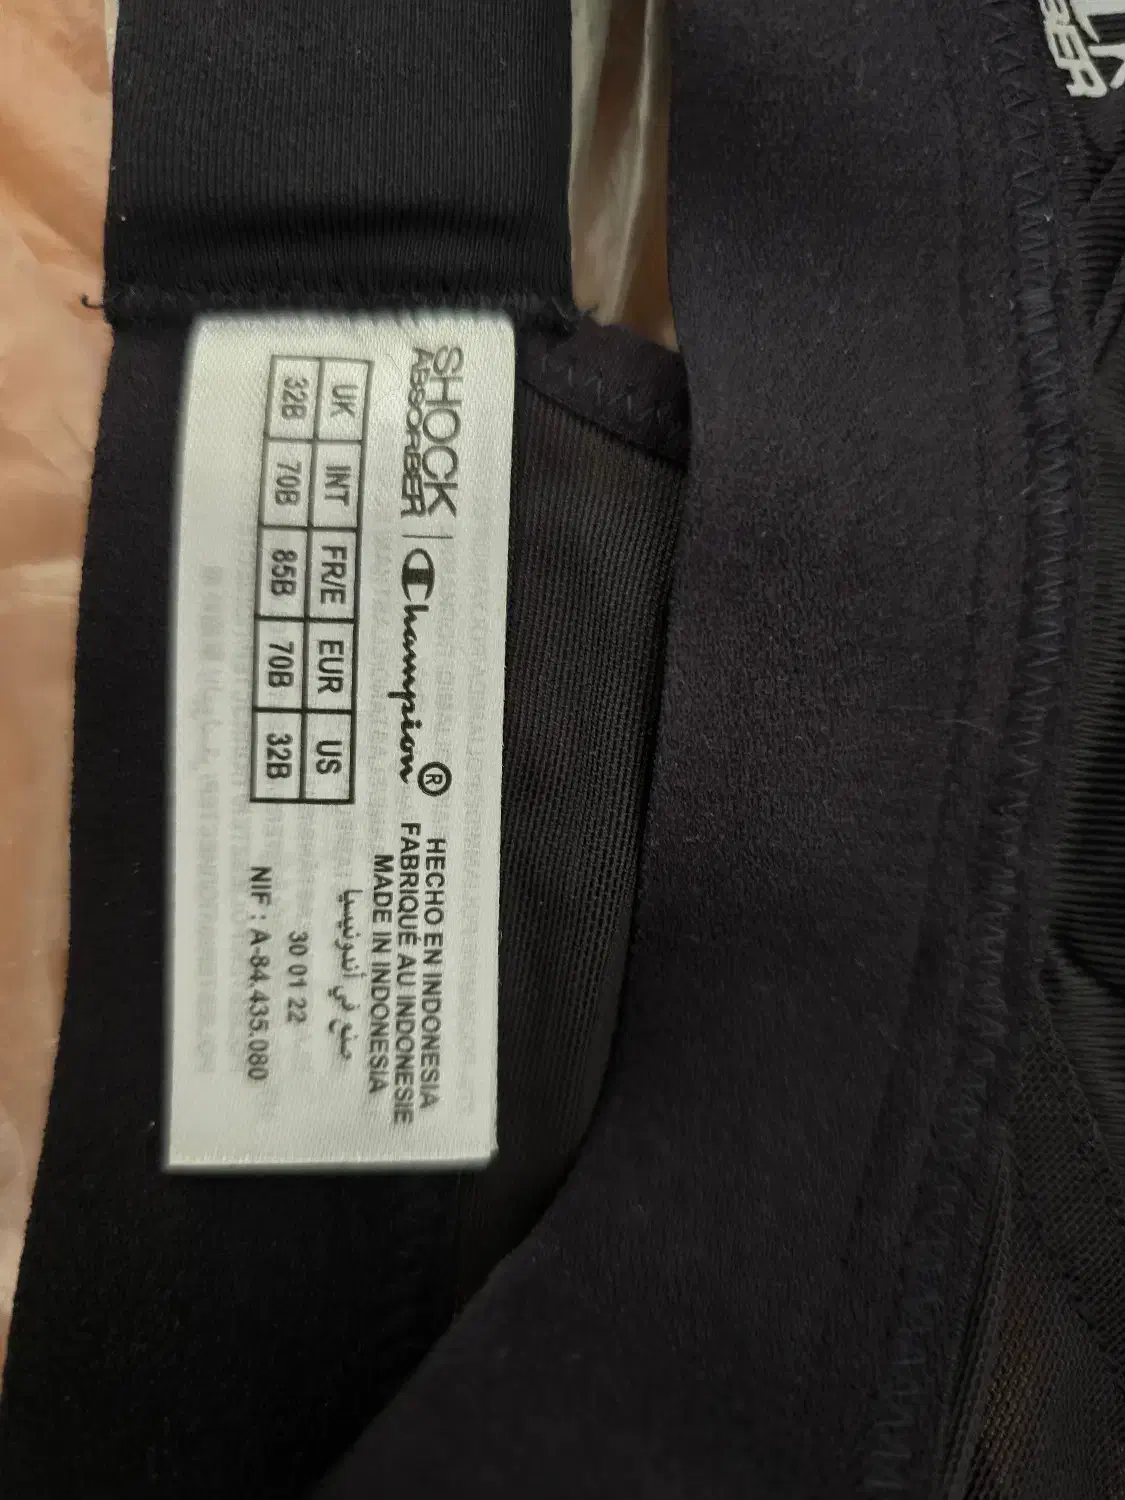 SHOCK ABSORBER | Champion®
UK INT FR/E EUR US
32B 70B 85B 70B 32B
HECHO EN INDONESIA
FABRIQUÉ AU INDONESIE
MADE IN INDONESIA
صنع في أندونيسيا
30 01 22
NIF : A-84.435.080